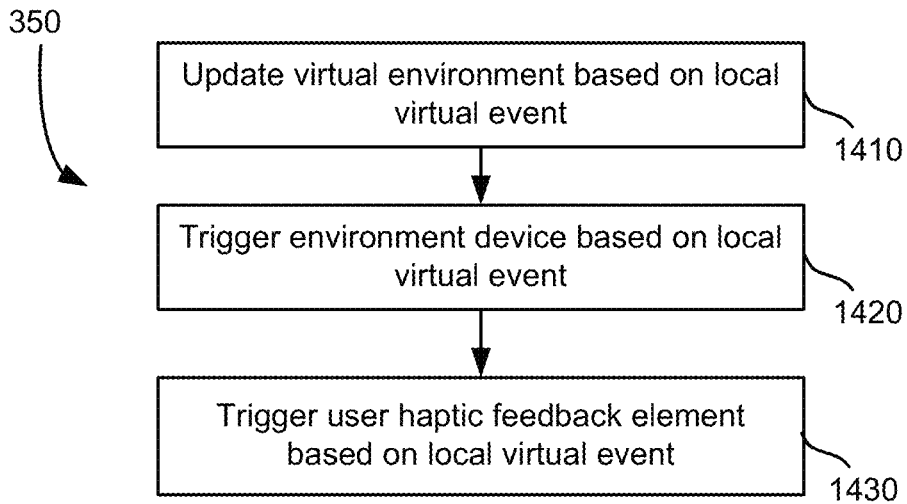 350
Update virtual environment based on local
virtual event
1410
Trigger environment device based on local
virtual event
1420
Trigger user haptic feedback element
based on local virtual event
1430